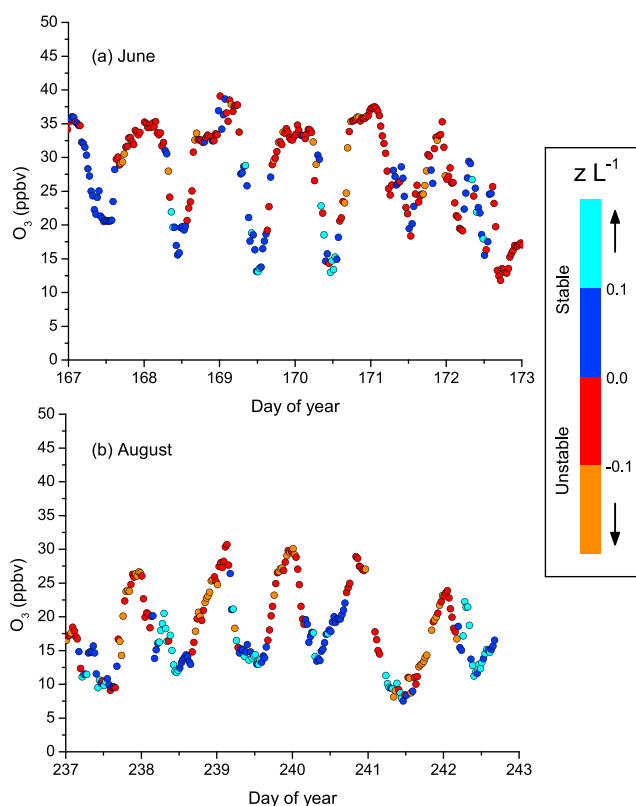 50
(a) June
45
40
35
30
25
20
15
10
5
0
O₃ (ppbv)
167 168 169 170 171 172 173
Day of year
50
(b) August
45
40
35
30
25
20
15
10
5
0
O₃ (ppbv)
237 238 239 240 241 242 243
Day of year
z L⁻¹
Stable
0.1
0.0
Unstable
-0.1